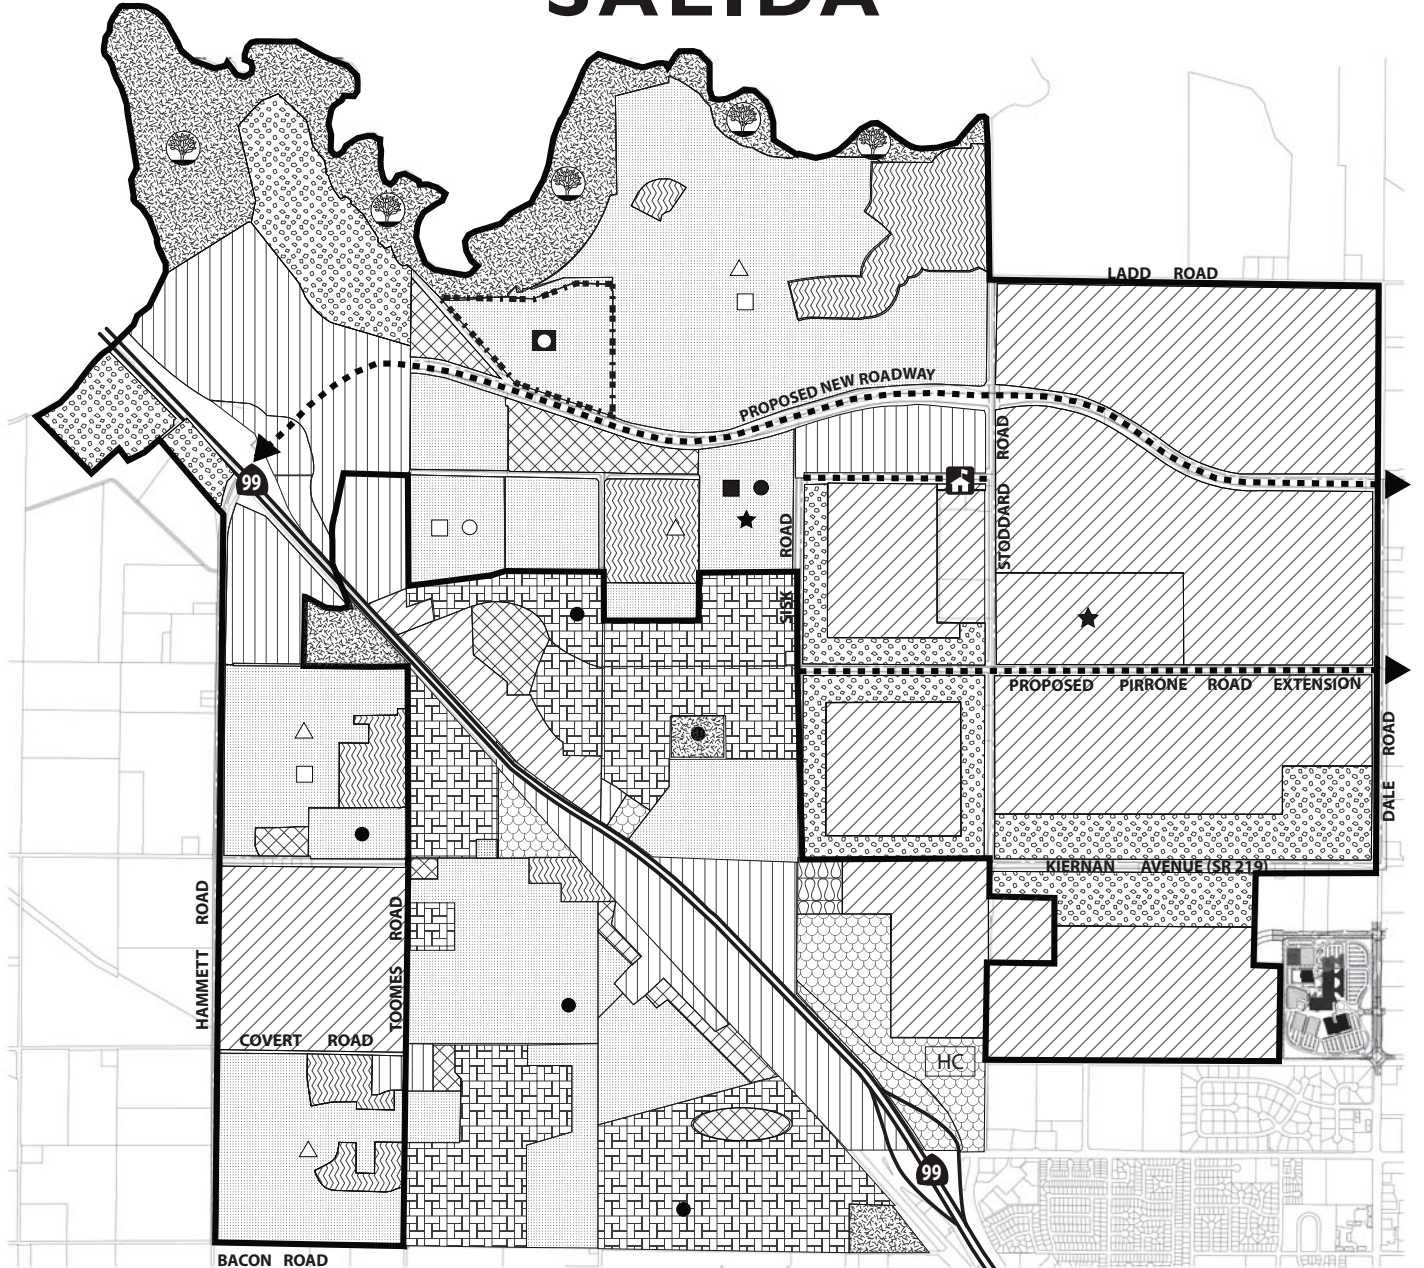 SALIDA
LADD ROAD
PROPOSED NEW ROADWAY
99
STODDARD ROAD
SISK ROAD
PROPOSED PIRRONE ROAD EXTENSION
DALE ROAD
KIERNAN AVENUE (SR 219)
HAMMETT ROAD
TOOMES ROAD
COVERT ROAD
HC
99
BACON ROAD